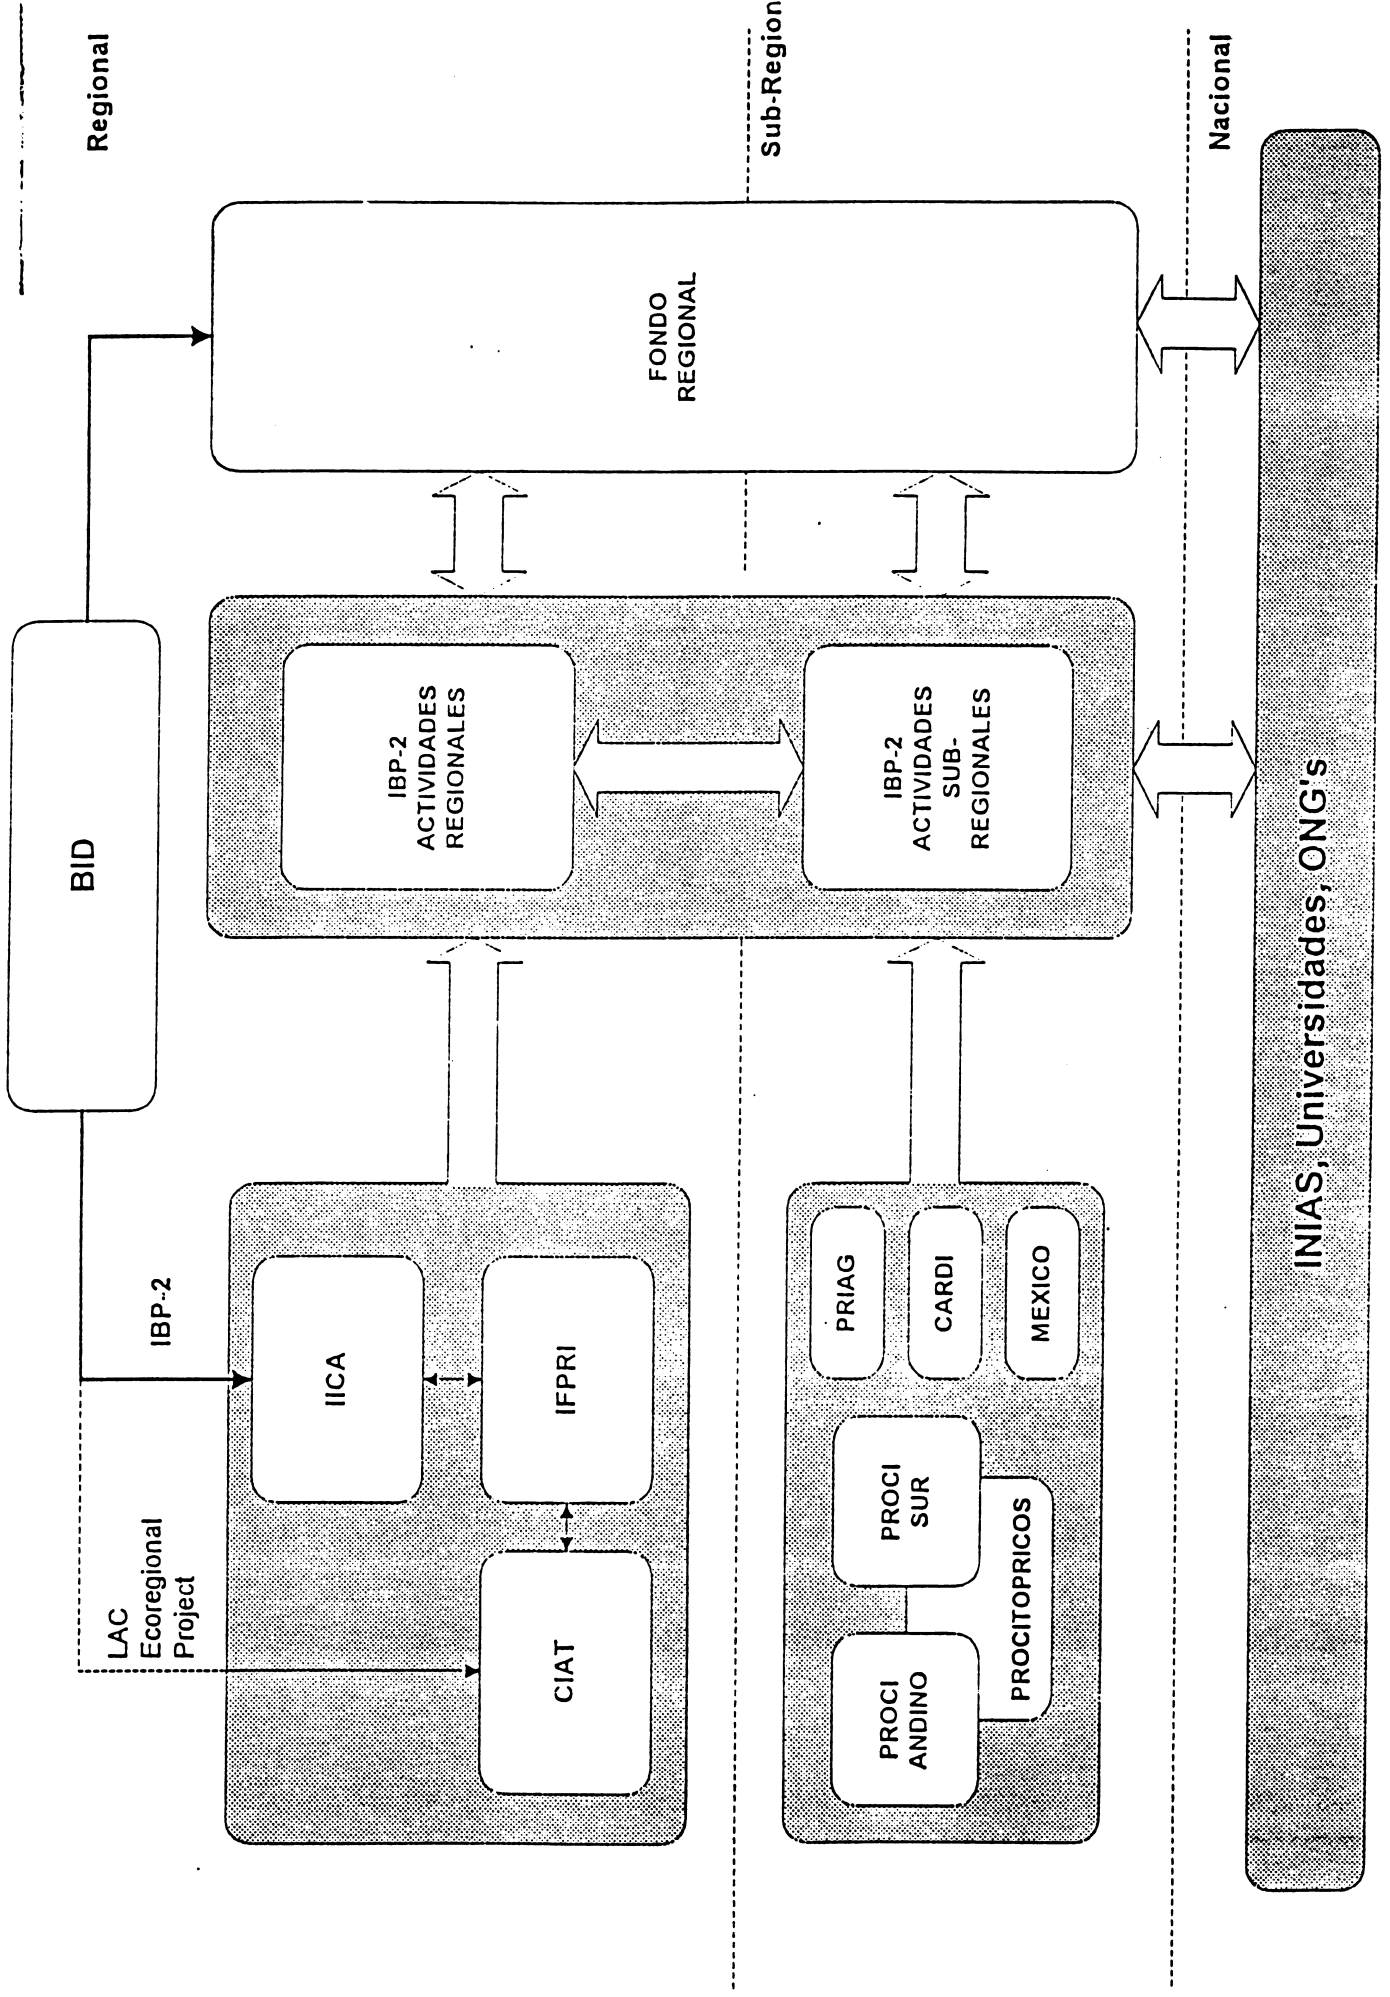 BID
Regional
LAC
Ecoregional
Project
IBP-2
IICA
CIAT
IFPRI
IBP-2
ACTIVIDADES
REGIONALES
FONDO
REGIONAL
Sub-Region
PROCI
ANDINO
PROCI
SUR
PROCITOPRICOS
PRIAG
CARDI
MEXICO
IBP-2
ACTIVIDADES
SUB-
REGIONALES
Nacional
INIAS, Universidades, ONG's